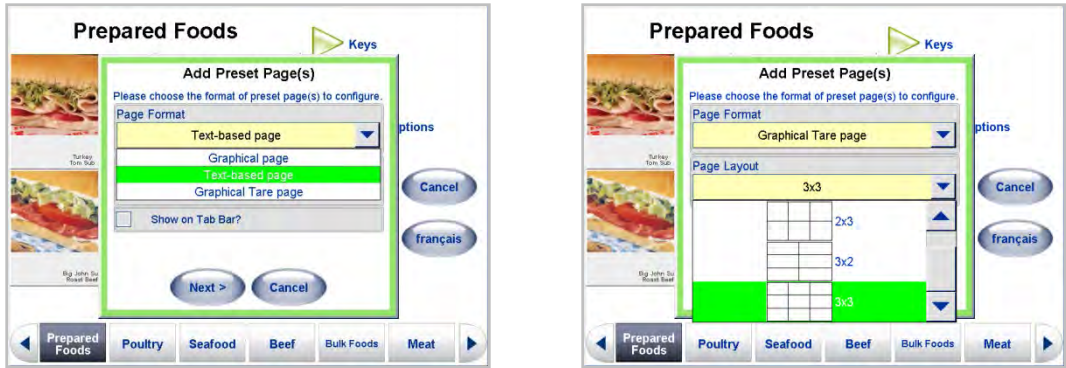 Prepared Foods
Keys
Add Preset Page(s)
Please choose the format of preset page(s) to configure.
Page Format
Text-based page
ptions
Graphical page
Text-based page
Graphical Tare page
Turkey
Tom Sub
Cancel
Show on Tab Bar?
français
Big John Su
Roast Beef
Next >
Cancel
Prepared
Foods
Poultry
Seafood
Beef
Bulk Foods
Meat
Prepared Foods
Keys
Add Preset Page(s)
Please choose the format of preset page(s) to configure.
Page Format
Graphical Tare page
ptions
Turkey
Tom Sub
Page Layout
3x3
Cancel
2x3
français
3x2
Big John Su
Roast Beef
3x3
Prepared
Foods
Poultry
Seafood
Beef
Bulk Foods
Meat